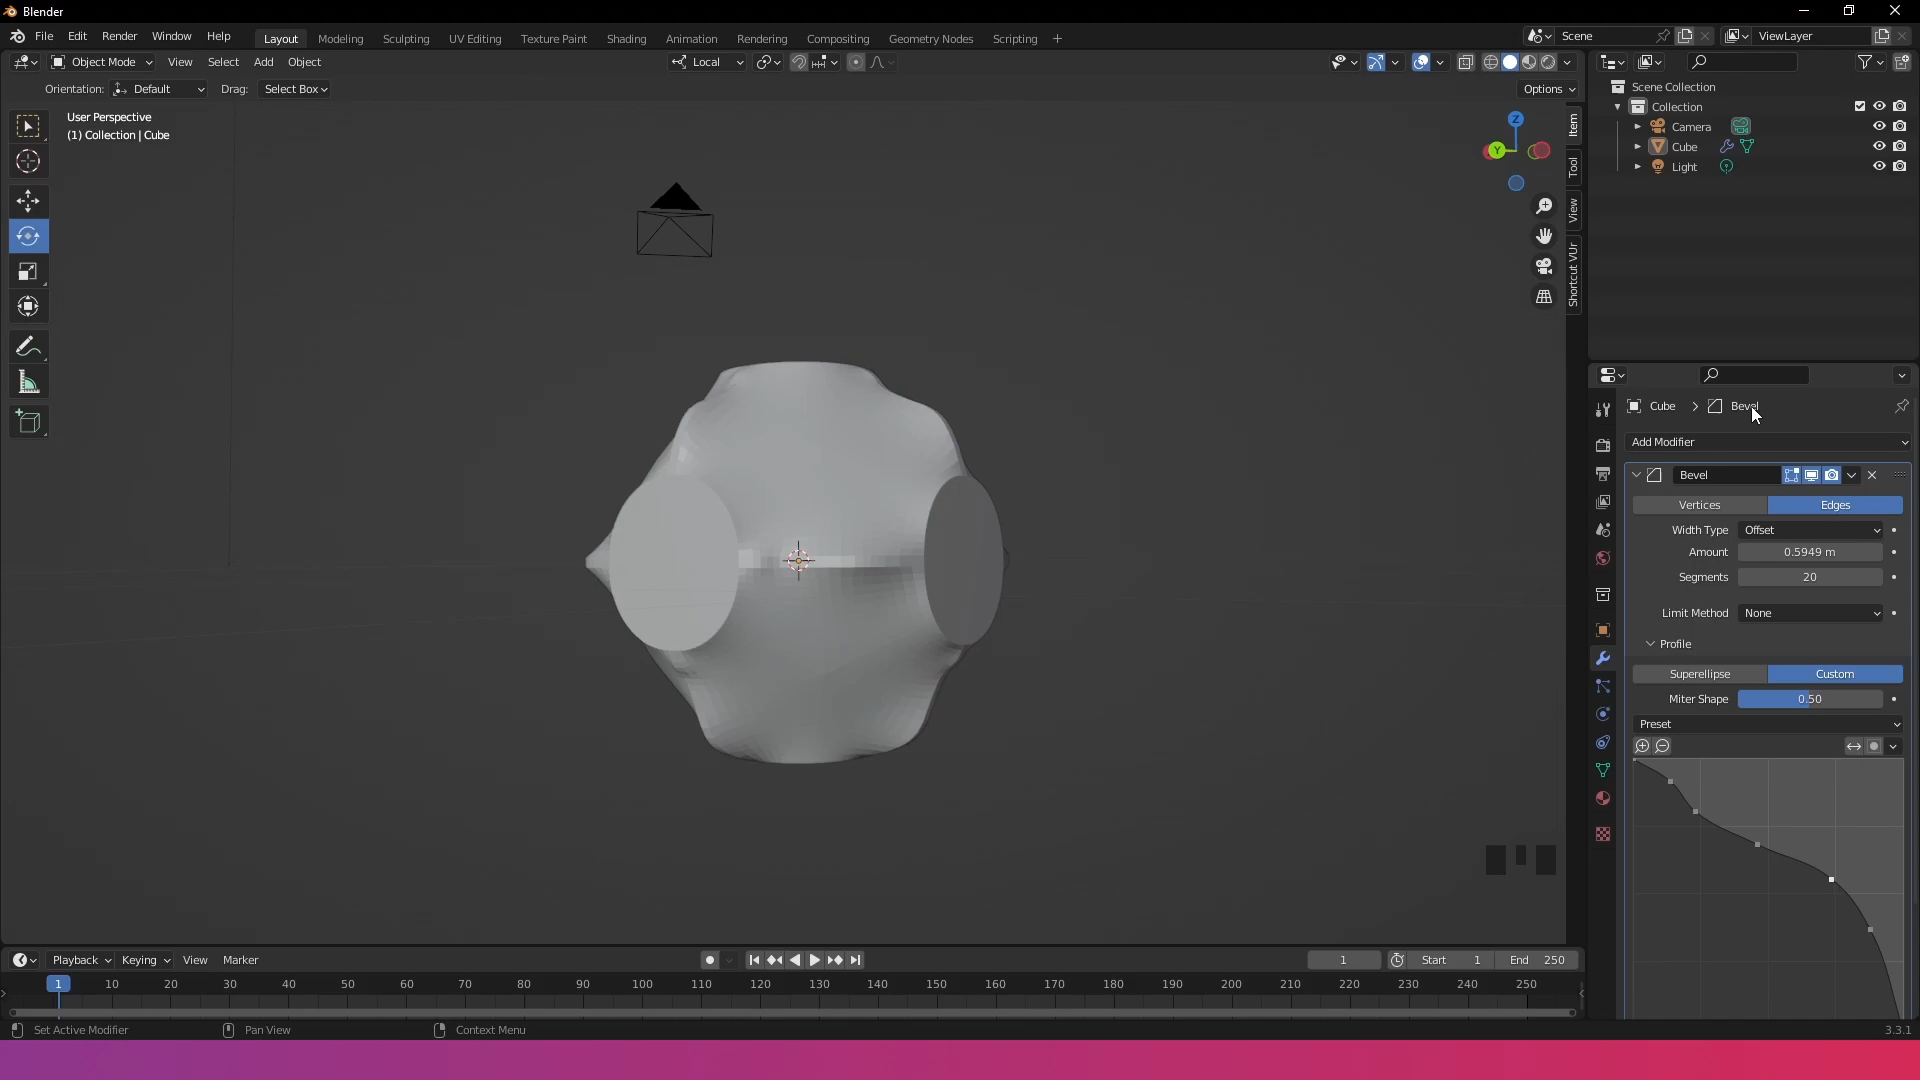 Blender
File Edit Render Window Help
Layout Modeling Sculpting UV Editing Texture Paint Shading Animation Rendering Compositing Geometry Nodes Scripting
Scene
ViewLayer
Object Mode View Select Add Object
Local
Orientation: Default Drag: Select Box
Options
User Perspective
(1) Collection | Cube
Z
Y
Item
Tool
View
Shortcut VUr
Scene Collection
Collection
Camera
Cube
Light
Cube > Bevel
Add Modifier
Bevel
Vertices Edges
Width Type Offset
Amount 0.5949 m
Segments 20
Limit Method None
Profile
Superellipse Custom
Miter Shape 0.50
Preset
Playback Keying View Marker
1
Start 1 End 250
1 10 20 30 40 50 60 70 80 90 100 110 120 130 140 150 160 170 180 190 200 210 220 230 240 250
Set Active Modifier Pan View Context Menu
3.3.1